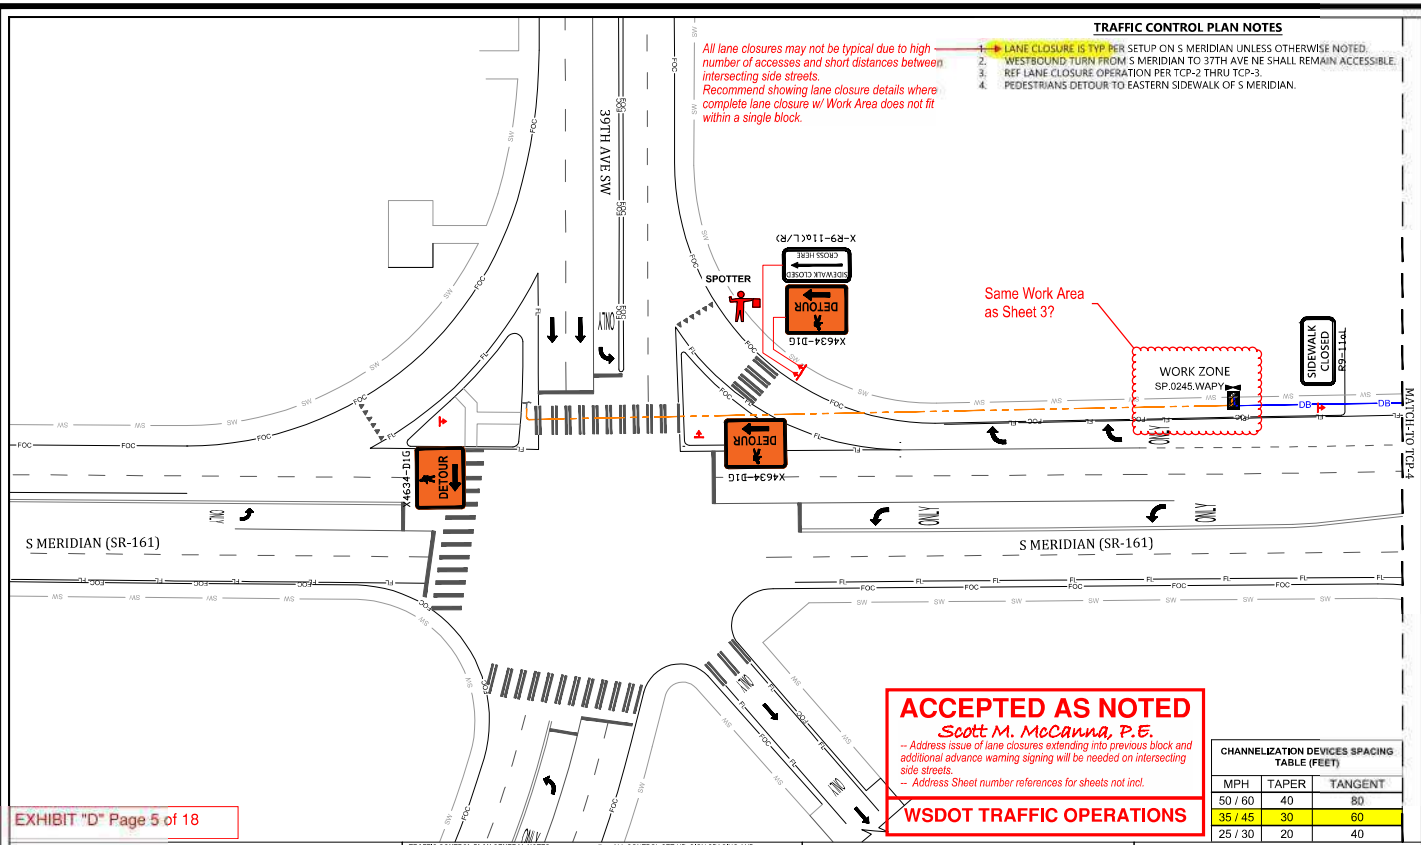 TRAFFIC CONTROL PLAN NOTES
1. LANE CLOSURE IS TYP PER SETUP ON S MERIDIAN UNLESS OTHERWISE NOTED.
2. WESTBOUND TURN FROM S MERIDIAN TO 37TH AVE NE SHALL REMAIN ACCESSIBLE.
3. REF LANE CLOSURE OPERATION PER TCP-2 THRU TCP-3.
4. PEDESTRIANS DETOUR TO EASTERN SIDEWALK OF S MERIDIAN.
All lane closures may not be typical due to high
number of accesses and short distances between
intersecting side streets.
Recommend showing lane closure details where
complete lane closure w/ Work Area does not fit
within a single block.
39TH AVE SW
X-R9-11a(L/R)
SIDEWALK CLOSED
CROSS HERE
SPOTTER
DETOUR
X4634-D1G
ONLY
Same Work Area
as Sheet 3?
WORK ZONE
SP.0245.WAPY
SIDEWALK
CLOSED
R9-11aL
DB
DB
MATCH-TO TCP-4
DETOUR
X4634-D1G
DETOUR
X4634-D1G
ONLY
ONLY
ONLY
ONLY
S MERIDIAN (SR-161)
S MERIDIAN (SR-161)
FOC
FL
SW
ACCEPTED AS NOTED
Scott M. McCanna, P.E.
-- Address issue of lane closures extending into previous block and
additional advance warning signing will be needed on intersecting
side streets.
-- Address Sheet number references for sheets not incl.
WSDOT TRAFFIC OPERATIONS
CHANNELIZATION DEVICES SPACING
TABLE (FEET)
MPH TAPER TANGENT
50 / 60 40 80
35 / 45 30 60
25 / 30 20 40
EXHIBIT "D" Page 5 of 18